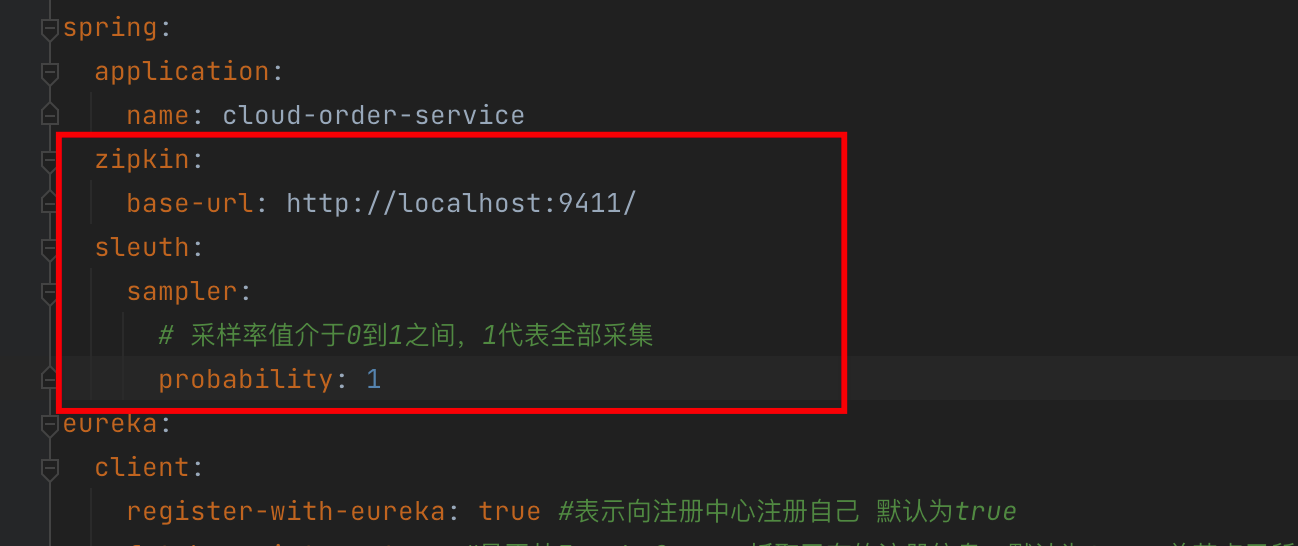 spring:
application:
name: cloud-order-service
zipkin:
base-url: http://localhost:9411/
sleuth:
sampler:
# 采样率值介于0到1之间，1代表全部采集
probability: 1
eureka:
client:
register-with-eureka: true #表示向注册中心注册自己 默认为true